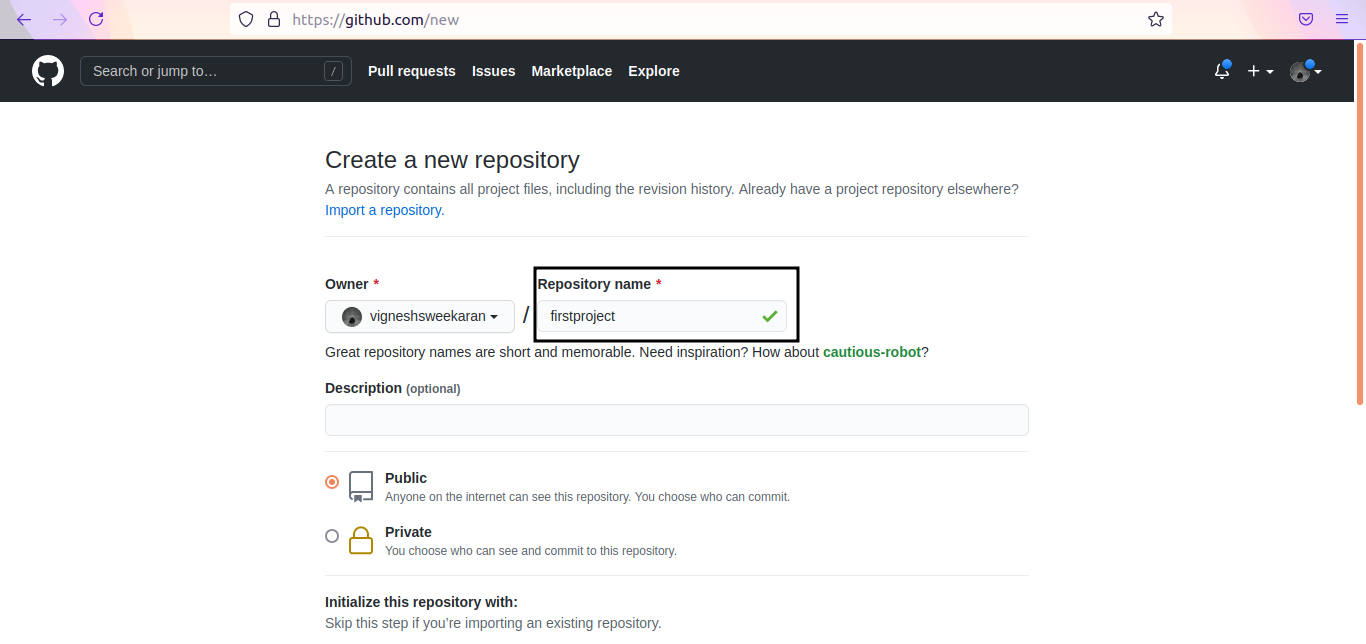 https://github.com/new
Search or jump to… /
Pull requests Issues Marketplace Explore
Create a new repository
A repository contains all project files, including the revision history. Already have a project repository elsewhere?
Import a repository.
Owner * Repository name *
vigneshsweekaran / firstproject
Great repository names are short and memorable. Need inspiration? How about cautious-robot?
Description (optional)
Public
Anyone on the internet can see this repository. You choose who can commit.
Private
You choose who can see and commit to this repository.
Initialize this repository with:
Skip this step if you’re importing an existing repository.